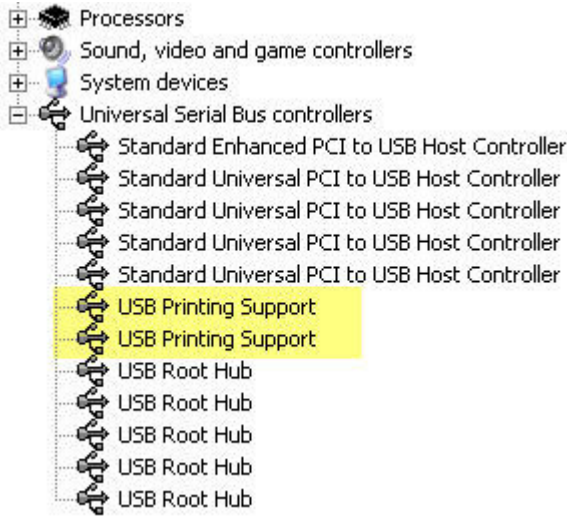 Processors
Sound, video and game controllers
System devices
Universal Serial Bus controllers
Standard Enhanced PCI to USB Host Controller
Standard Universal PCI to USB Host Controller
Standard Universal PCI to USB Host Controller
Standard Universal PCI to USB Host Controller
Standard Universal PCI to USB Host Controller
USB Printing Support
USB Printing Support
USB Root Hub
USB Root Hub
USB Root Hub
USB Root Hub
USB Root Hub